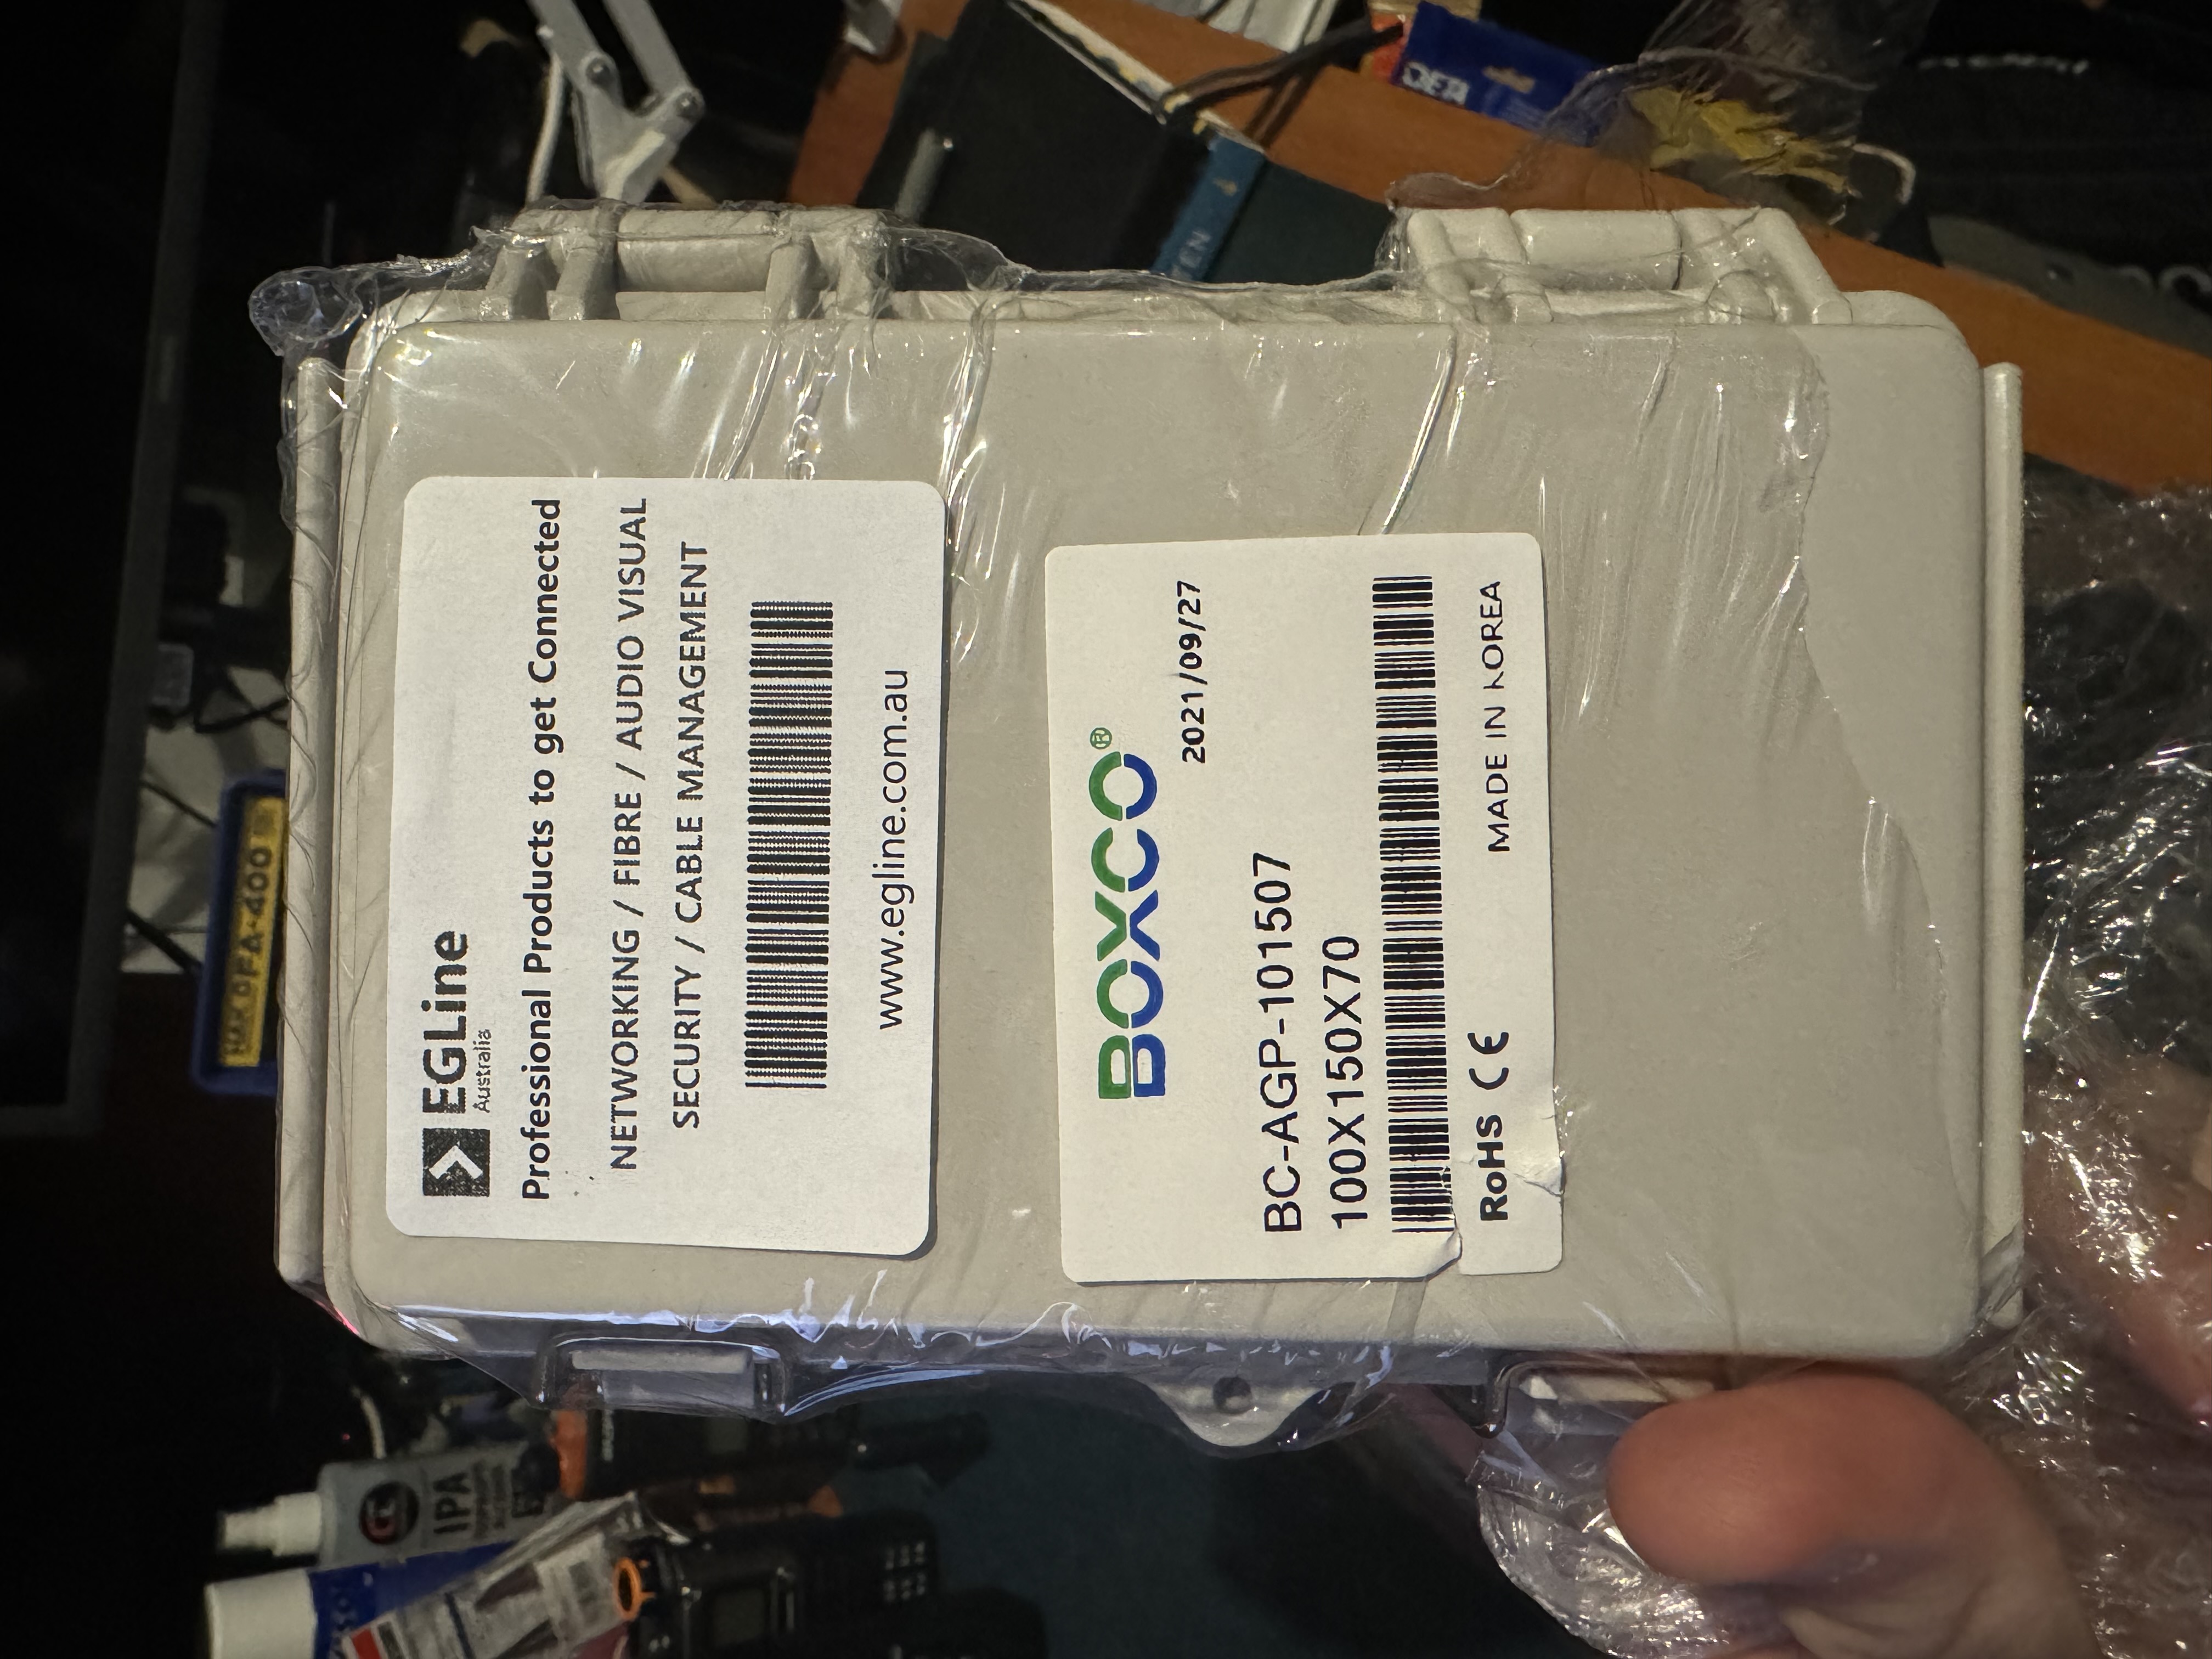 EGLine
Australia
Professional Products to get Connected
NETWORKING / FIBRE / AUDIO VISUAL
SECURITY / CABLE MANAGEMENT
www.egline.com.au
BOXCO®
2021/09/27
BC-AGP-101507
100X150X70
RoHS CE
MADE IN KOREA
IPA